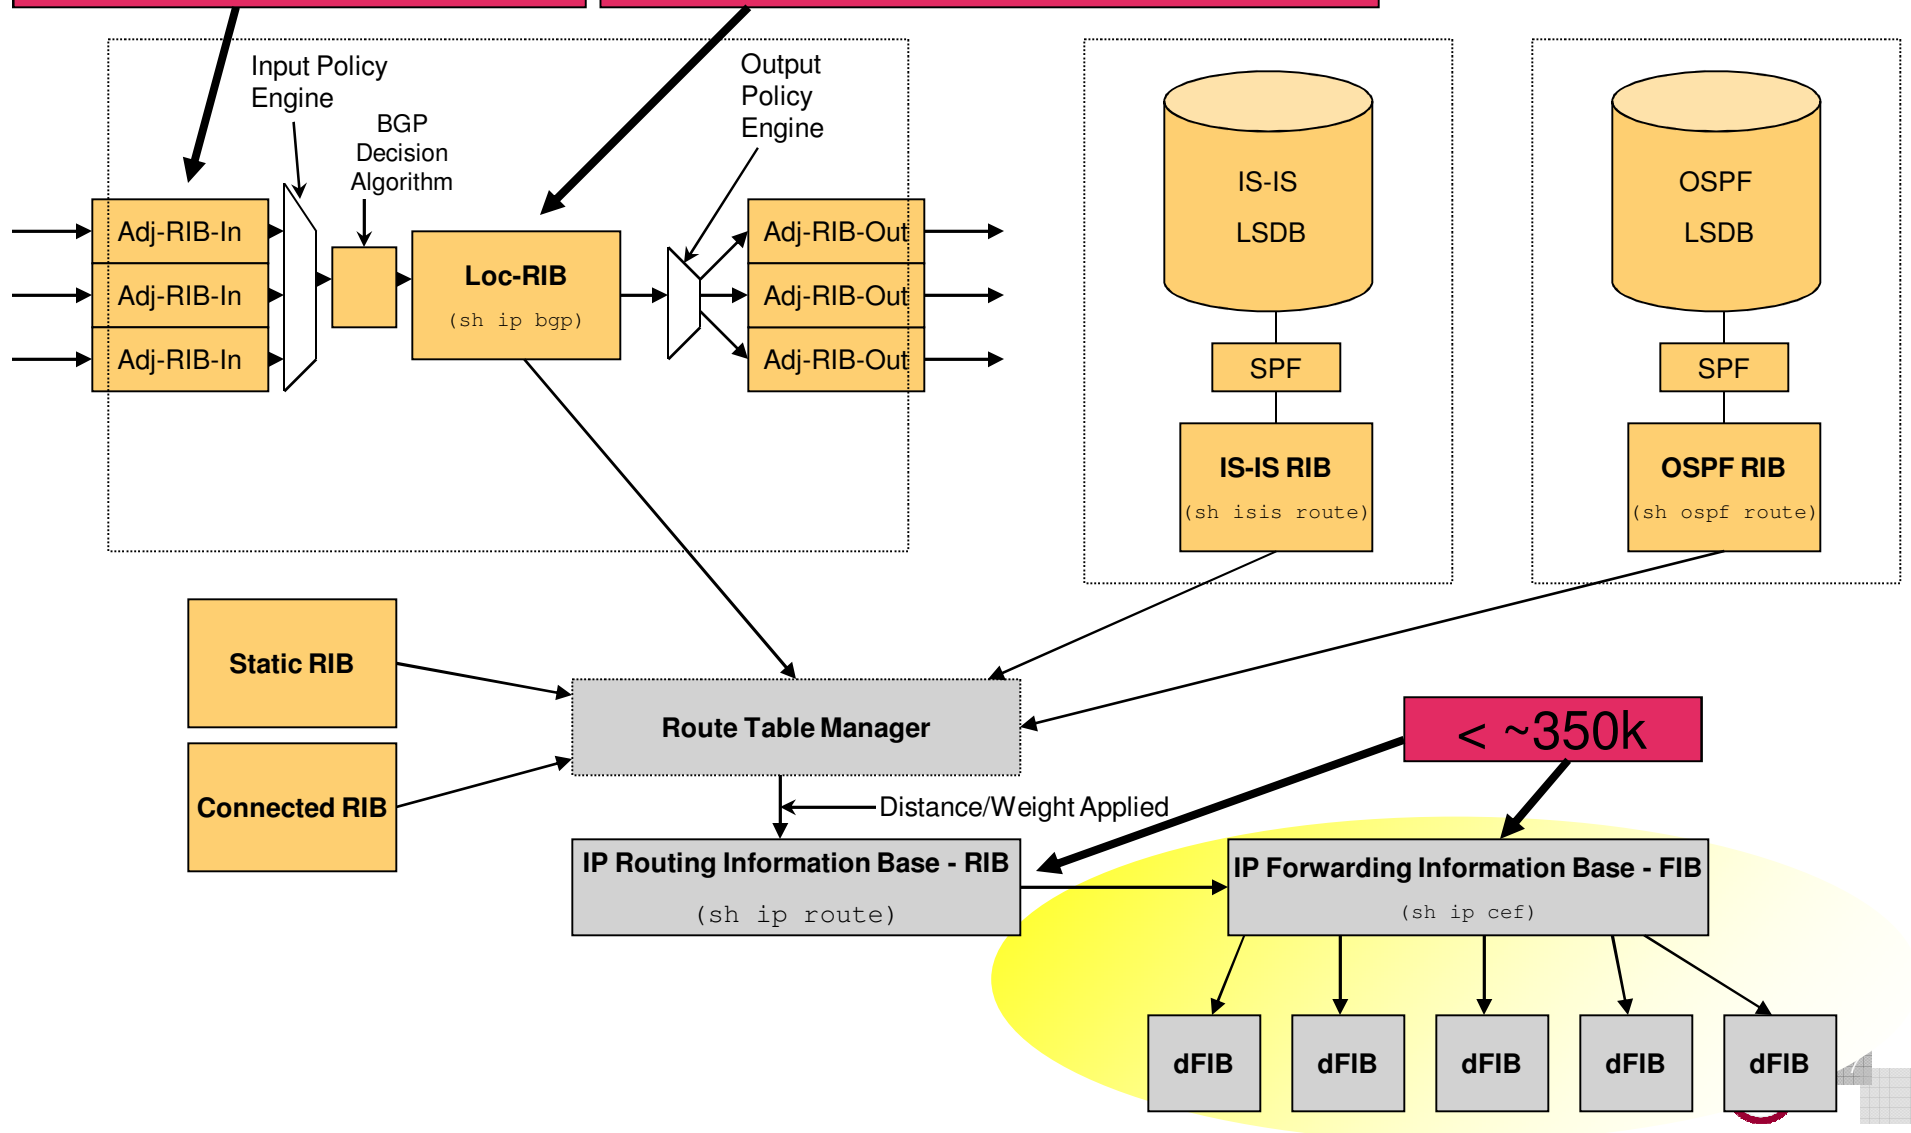 Input Policy
Engine
Output
Policy
Engine
BGP
Decision
Algorithm
Adj-RIB-In
Adj-RIB-In
Adj-RIB-In
Loc-RIB
(sh ip bgp)
Adj-RIB-Out
Adj-RIB-Out
Adj-RIB-Out
IS-IS
LSDB
SPF
IS-IS RIB
(sh isis route)
OSPF
LSDB
SPF
OSPF RIB
(sh ospf route)
Static RIB
Connected RIB
Route Table Manager
< ~350k
Distance/Weight Applied
IP Routing Information Base - RIB
(sh ip route)
IP Forwarding Information Base - FIB
(sh ip cef)
dFIB
dFIB
dFIB
dFIB
dFIB